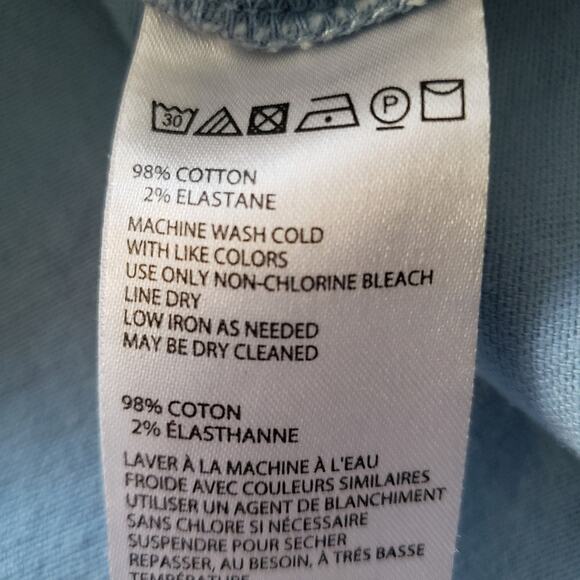 30 P
98% COTTON
2% ELASTANE
MACHINE WASH COLD
WITH LIKE COLORS
USE ONLY NON-CHLORINE BLEACH
LINE DRY
LOW IRON AS NEEDED
MAY BE DRY CLEANED
98% COTON
2% ÉLASTHANNE
LAVER À LA MACHINE À L'EAU
FROIDE AVEC COULEURS SIMILAIRES
UTILISER UN AGENT DE BLANCHIMENT
SANS CHLORE SI NÉCESSAIRE
SUSPENDRE POUR SECHER
REPASSER, AU BESOIN, À TRÉS BASSE
TEMPÉRATURE